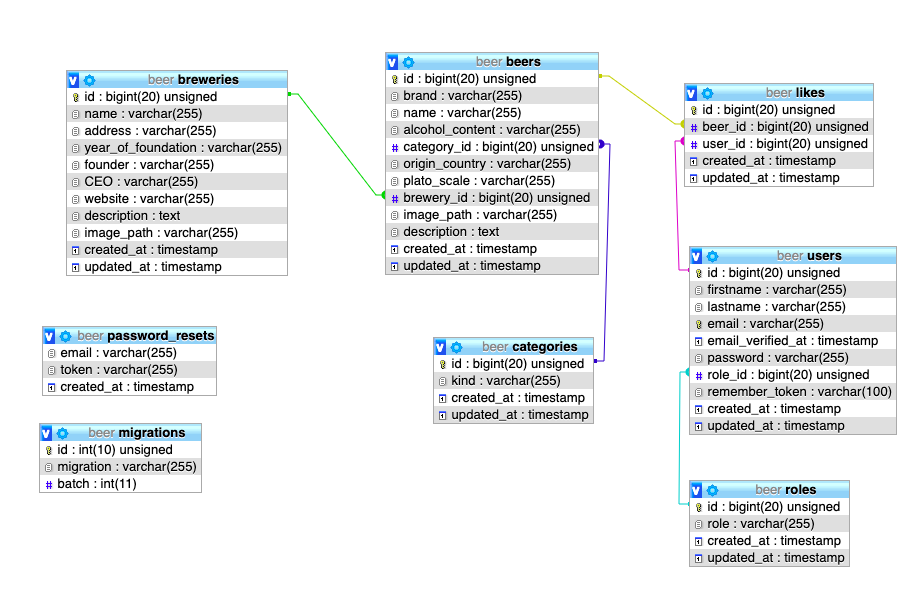 beer breweries
id : bigint(20) unsigned
name : varchar(255)
address : varchar(255)
year_of_foundation : varchar(255)
founder : varchar(255)
CEO : varchar(255)
website : varchar(255)
description : text
image_path : varchar(255)
created_at : timestamp
updated_at : timestamp
beer beers
id : bigint(20) unsigned
brand : varchar(255)
name : varchar(255)
alcohol_content : varchar(255)
# category_id : bigint(20) unsigned
origin_country : varchar(255)
plato_scale : varchar(255)
# brewery_id : bigint(20) unsigned
image_path : varchar(255)
description : text
created_at : timestamp
updated_at : timestamp
beer likes
id : bigint(20) unsigned
# beer_id : bigint(20) unsigned
# user_id : bigint(20) unsigned
created_at : timestamp
updated_at : timestamp
beer users
id : bigint(20) unsigned
firstname : varchar(255)
lastname : varchar(255)
email : varchar(255)
email_verified_at : timestamp
password : varchar(255)
# role_id : bigint(20) unsigned
remember_token : varchar(100)
created_at : timestamp
updated_at : timestamp
beer password_resets
email : varchar(255)
token : varchar(255)
created_at : timestamp
beer categories
id : bigint(20) unsigned
kind : varchar(255)
created_at : timestamp
updated_at : timestamp
beer migrations
id : int(10) unsigned
migration : varchar(255)
# batch : int(11)
beer roles
id : bigint(20) unsigned
role : varchar(255)
created_at : timestamp
updated_at : timestamp